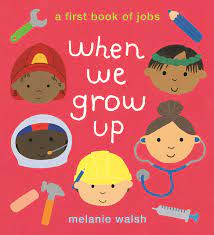 a first book of jobs
when
we
grow
up
melanie walsh